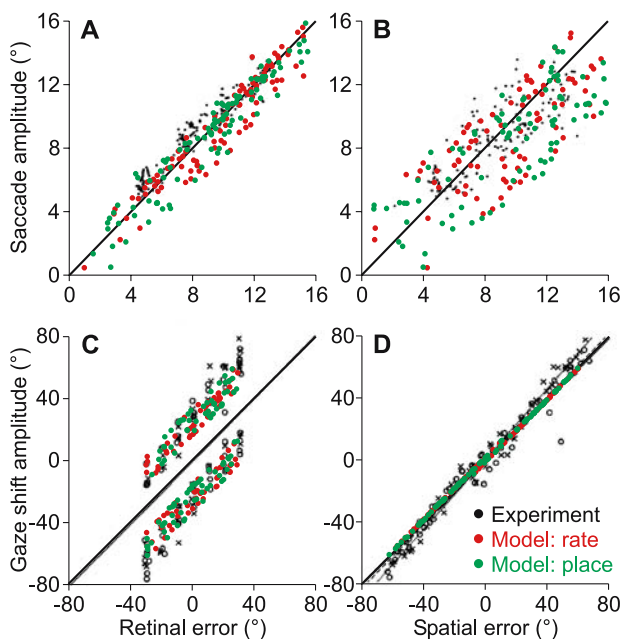 A
B
Saccade amplitude (°)
16
12
8
4
0
0 4 8 12 16
16
12
8
4
0
0 4 8 12 16
C
D
Gaze shift amplitude (°)
80
40
0
-40
-80
-80 -40 0 40 80
Retinal error (°)
80
40
0
-40
-80
Experiment
Model: rate
Model: place
-80 -40 0 40 80
Spatial error (°)